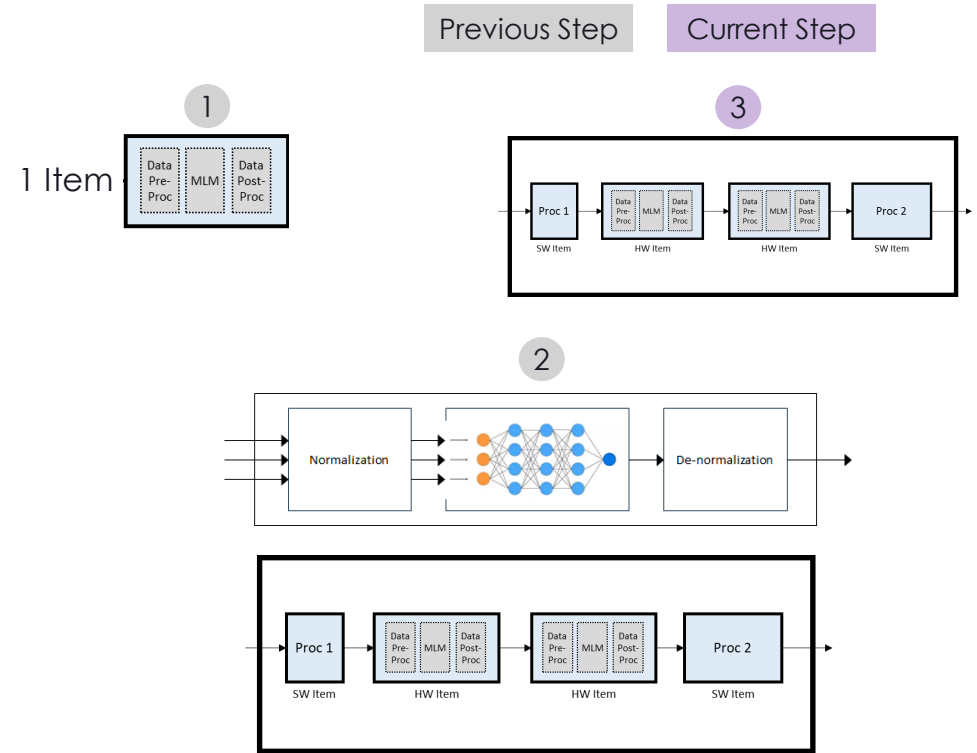 Previous Step
Current Step
1
1 Item
Data
Pre-
Proc
MLM
Data
Post-
Proc
3
Proc 1
SW Item
Data
Pre-
Proc
MLM
Data
Post-
Proc
HW Item
Data
Pre-
Proc
MLM
Data
Post-
Proc
HW Item
Proc 2
SW Item
2
Normalization
De-normalization
Proc 1
SW Item
Data
Pre-
Proc
MLM
Data
Post-
Proc
HW Item
Data
Pre-
Proc
MLM
Data
Post-
Proc
HW Item
Proc 2
SW Item